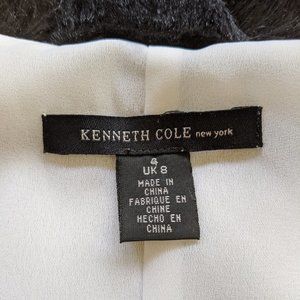 KENNETH COLE new york
4
UK 8
MADE IN
CHINA
FABRIQUE EN
CHINE
HECHO EN
CHINA